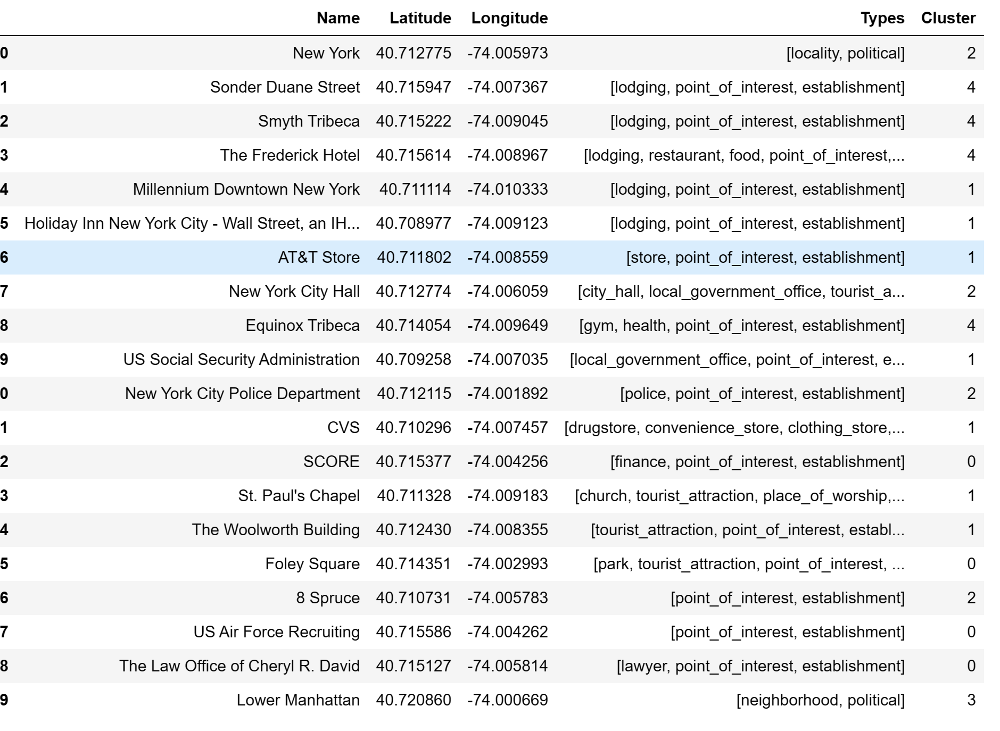 Name Latitude Longitude Types Cluster
0 New York 40.712775 -74.005973 [locality, political] 2
1 Sonder Duane Street 40.715947 -74.007367 [lodging, point_of_interest, establishment] 4
2 Smyth Tribeca 40.715222 -74.009045 [lodging, point_of_interest, establishment] 4
3 The Frederick Hotel 40.715614 -74.008967 [lodging, restaurant, food, point_of_interest,... 4
4 Millennium Downtown New York 40.711114 -74.010333 [lodging, point_of_interest, establishment] 1
5 Holiday Inn New York City - Wall Street, an IH... 40.708977 -74.009123 [lodging, point_of_interest, establishment] 1
6 AT&T Store 40.711802 -74.008559 [store, point_of_interest, establishment] 1
7 New York City Hall 40.712774 -74.006059 [city_hall, local_government_office, tourist_a... 2
8 Equinox Tribeca 40.714054 -74.009649 [gym, health, point_of_interest, establishment] 4
9 US Social Security Administration 40.709258 -74.007035 [local_government_office, point_of_interest, e... 1
0 New York City Police Department 40.712115 -74.001892 [police, point_of_interest, establishment] 2
1 CVS 40.710296 -74.007457 [drugstore, convenience_store, clothing_store,... 1
2 SCORE 40.715377 -74.004256 [finance, point_of_interest, establishment] 0
3 St. Paul's Chapel 40.711328 -74.009183 [church, tourist_attraction, place_of_worship,... 1
4 The Woolworth Building 40.712430 -74.008355 [tourist_attraction, point_of_interest, establ... 1
5 Foley Square 40.714351 -74.002993 [park, tourist_attraction, point_of_interest, ... 0
6 8 Spruce 40.710731 -74.005783 [point_of_interest, establishment] 2
7 US Air Force Recruiting 40.715586 -74.004262 [point_of_interest, establishment] 0
8 The Law Office of Cheryl R. David 40.715127 -74.005814 [lawyer, point_of_interest, establishment] 0
9 Lower Manhattan 40.720860 -74.000669 [neighborhood, political] 3